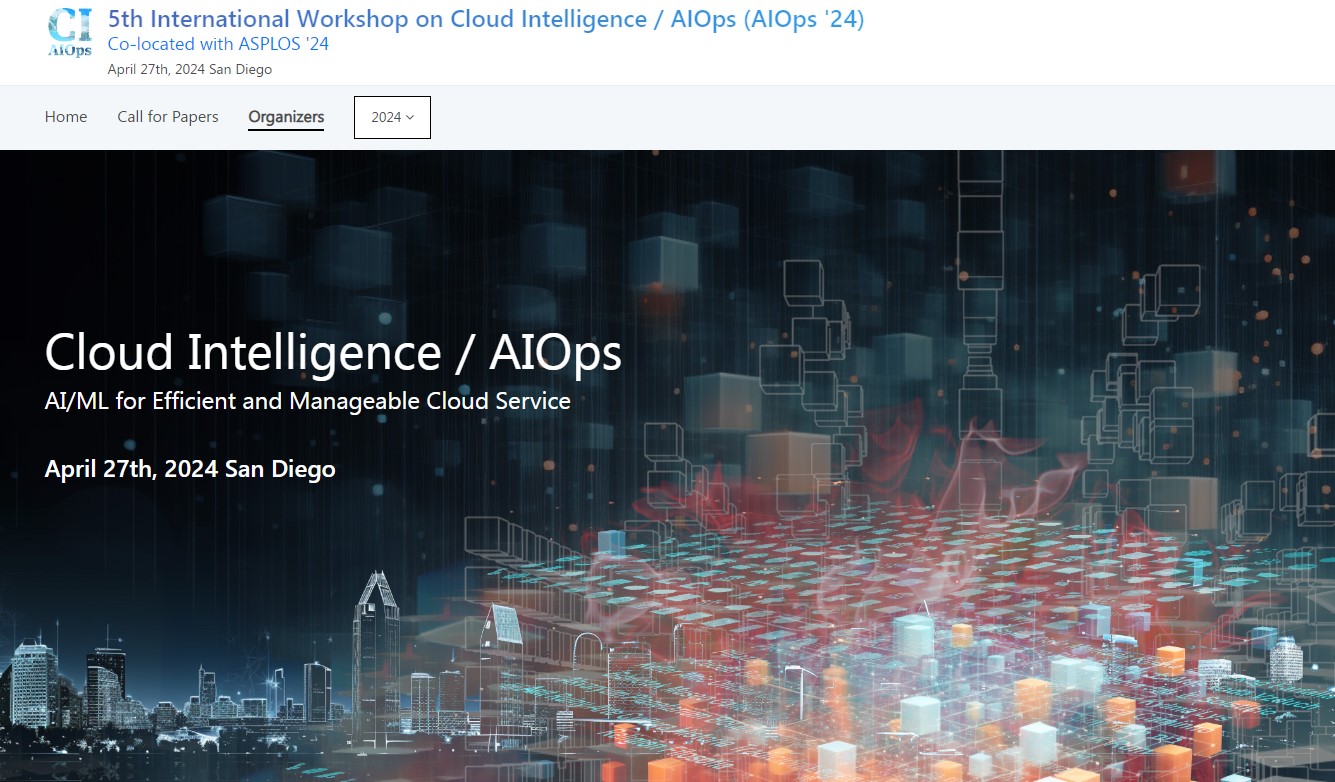 CI
AIOps
5th International Workshop on Cloud Intelligence / AIOps (AIOps '24)
Co-located with ASPLOS '24
April 27th, 2024 San Diego
Home
Call for Papers
Organizers
2024
Cloud Intelligence / AIOps
AI/ML for Efficient and Manageable Cloud Service
April 27th, 2024 San Diego